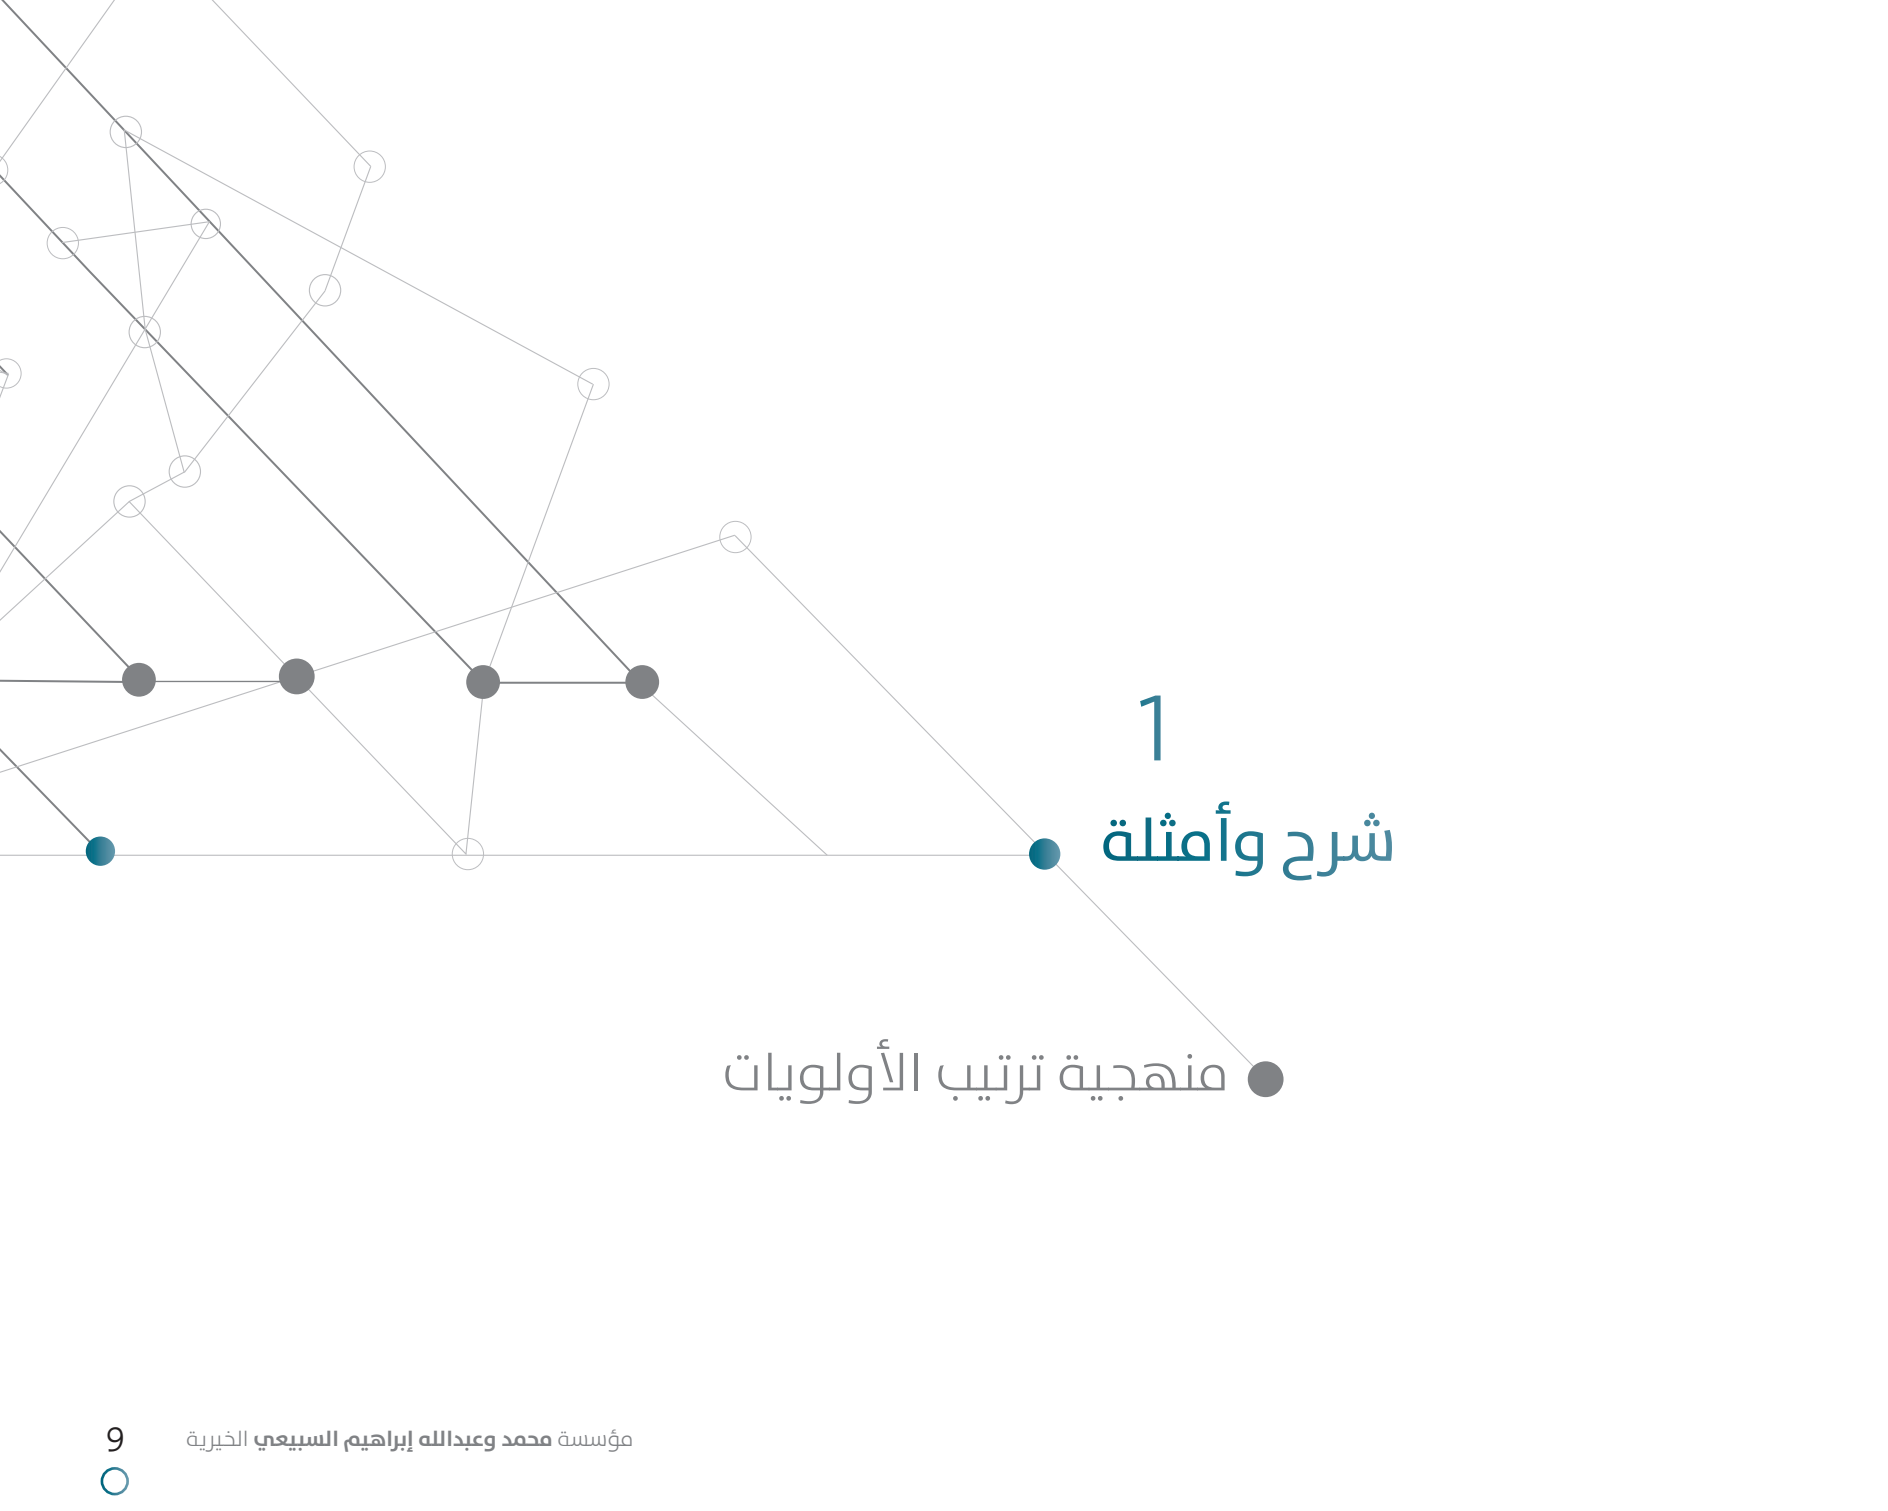 1
شرح وأمثلة
منهجية ترتيب الأولويات
مؤسسة محمد وعبدالله إبراهيم السبيعي الخيرية
9